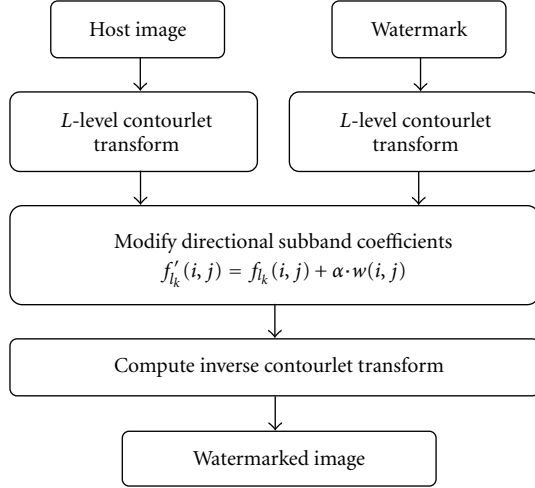 Host image
Watermark
L-level contourlet
transform
L-level contourlet
transform
Modify directional subband coefficients
f′ₗₖ(i, j) = fₗₖ(i, j) + α·w(i, j)
Compute inverse contourlet transform
Watermarked image